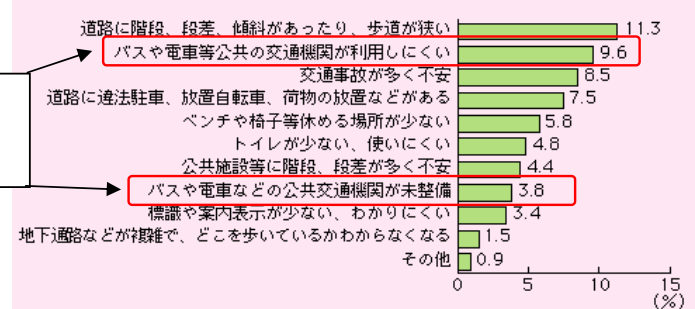 道路に階段、段差、傾斜があったり、歩道が狭い 11.3
バスや電車等公共の交通機関が利用しにくい 9.6
交通事故が多く不安 8.5
道路に違法駐車、放置自転車、荷物の放置などがある 7.5
ベンチや椅子等休める場所が少ない 5.8
トイレが少ない、使いにくい 4.8
公共施設等に階段、段差が多く不安 4.4
バスや電車などの公共交通機関が未整備 3.8
標識や案内表示が少ない、わかりにくい 3.4
地下通路などが複雑で、どこを歩いているかわからなくなる 1.5
その他 0.9
0 5 10 15
(%)